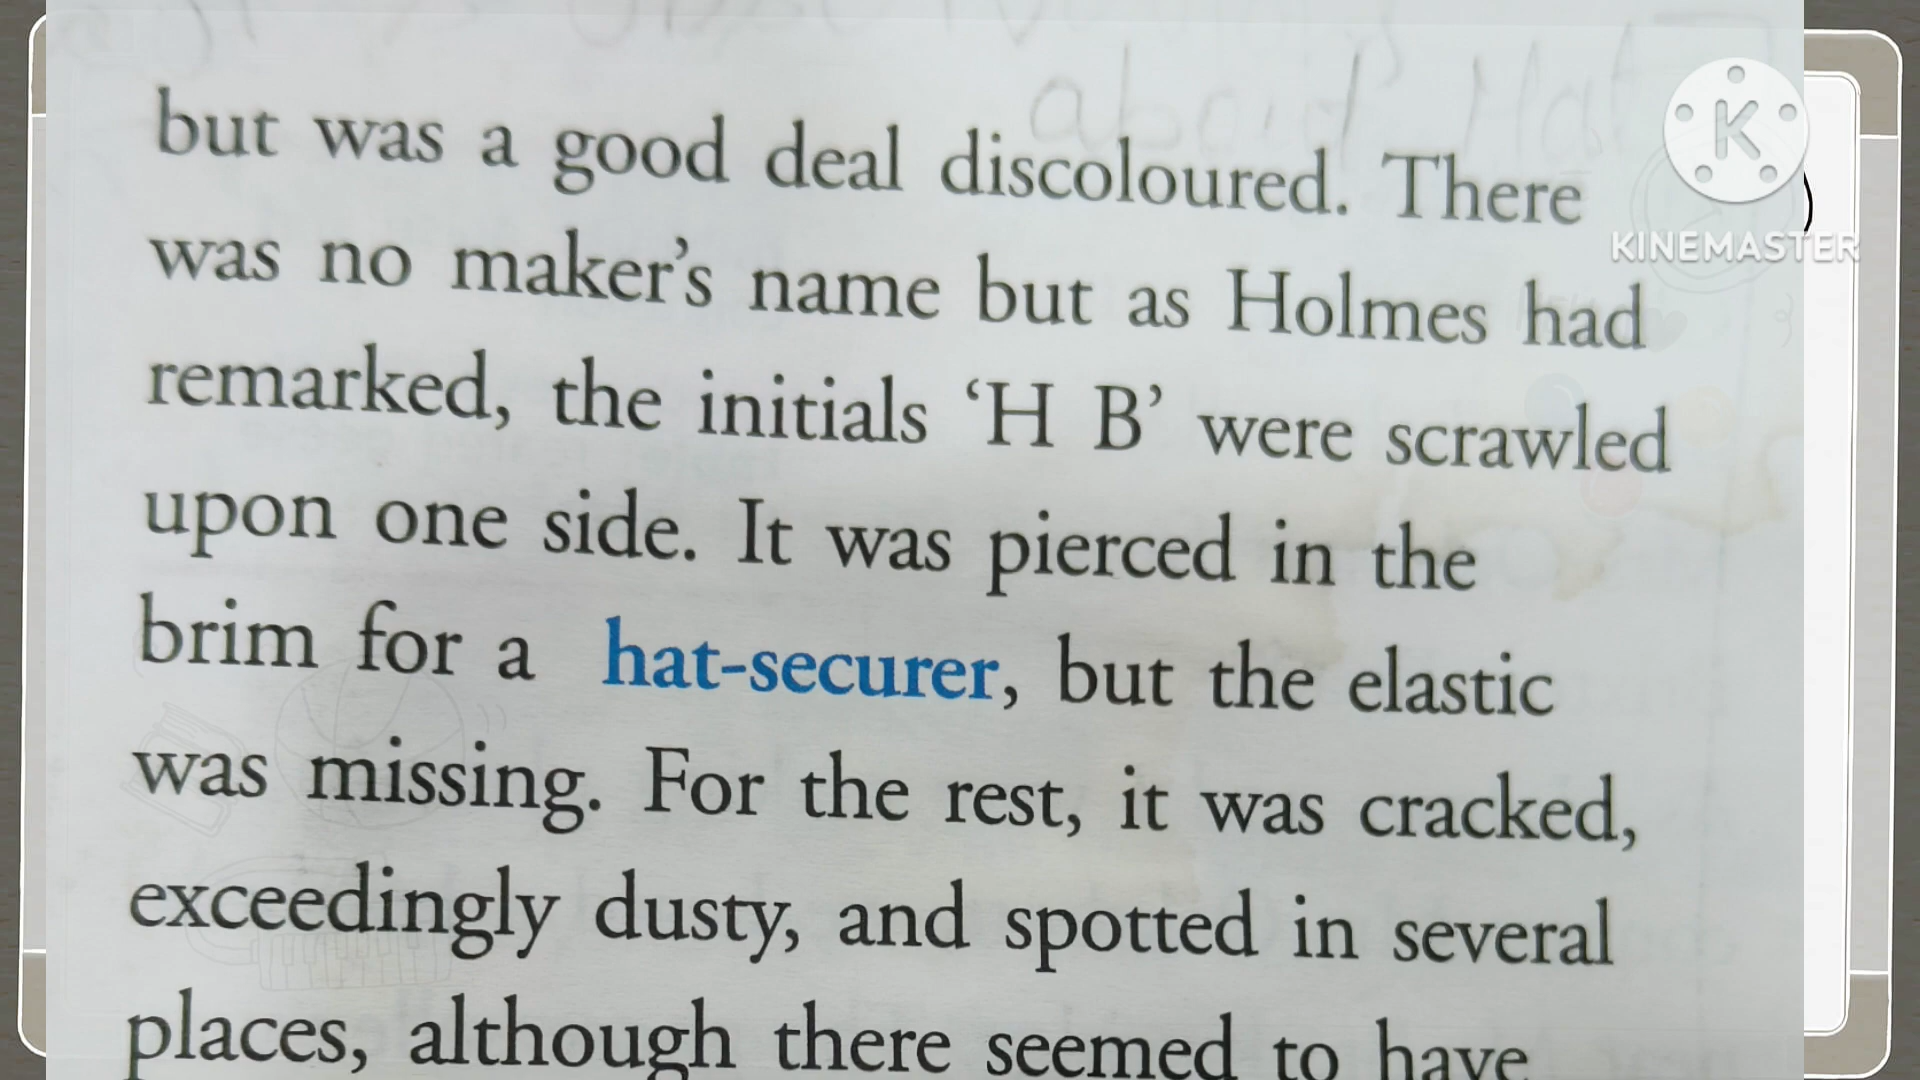 about
but was a good deal discoloured. There
was no maker's name but as Holmes had
remarked, the initials ‘H B’ were scrawled
upon one side. It was pierced in the
brim for a hat-securer, but the elastic
was missing. For the rest, it was cracked,
exceedingly dusty, and spotted in several
places, although there seemed to have
K
KINEMASTER